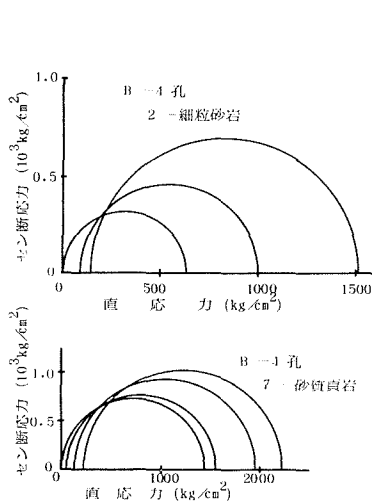 B-4 孔
2-細粒砂岩
セン断応力 (10³kg/cm²)
1.0
0.5
0
0 500 1000 1500
直 応 力 (kg/cm²)
B-4 孔
7-砂質頁岩
セン断応力 (10³kg/cm²)
1.0
0.5
0
0 1000 2000
直 応 力 (kg/cm²)